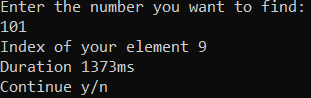 Enter the number you want to find:
101
Index of your element 9
Duration 1373ms
Continue y/n